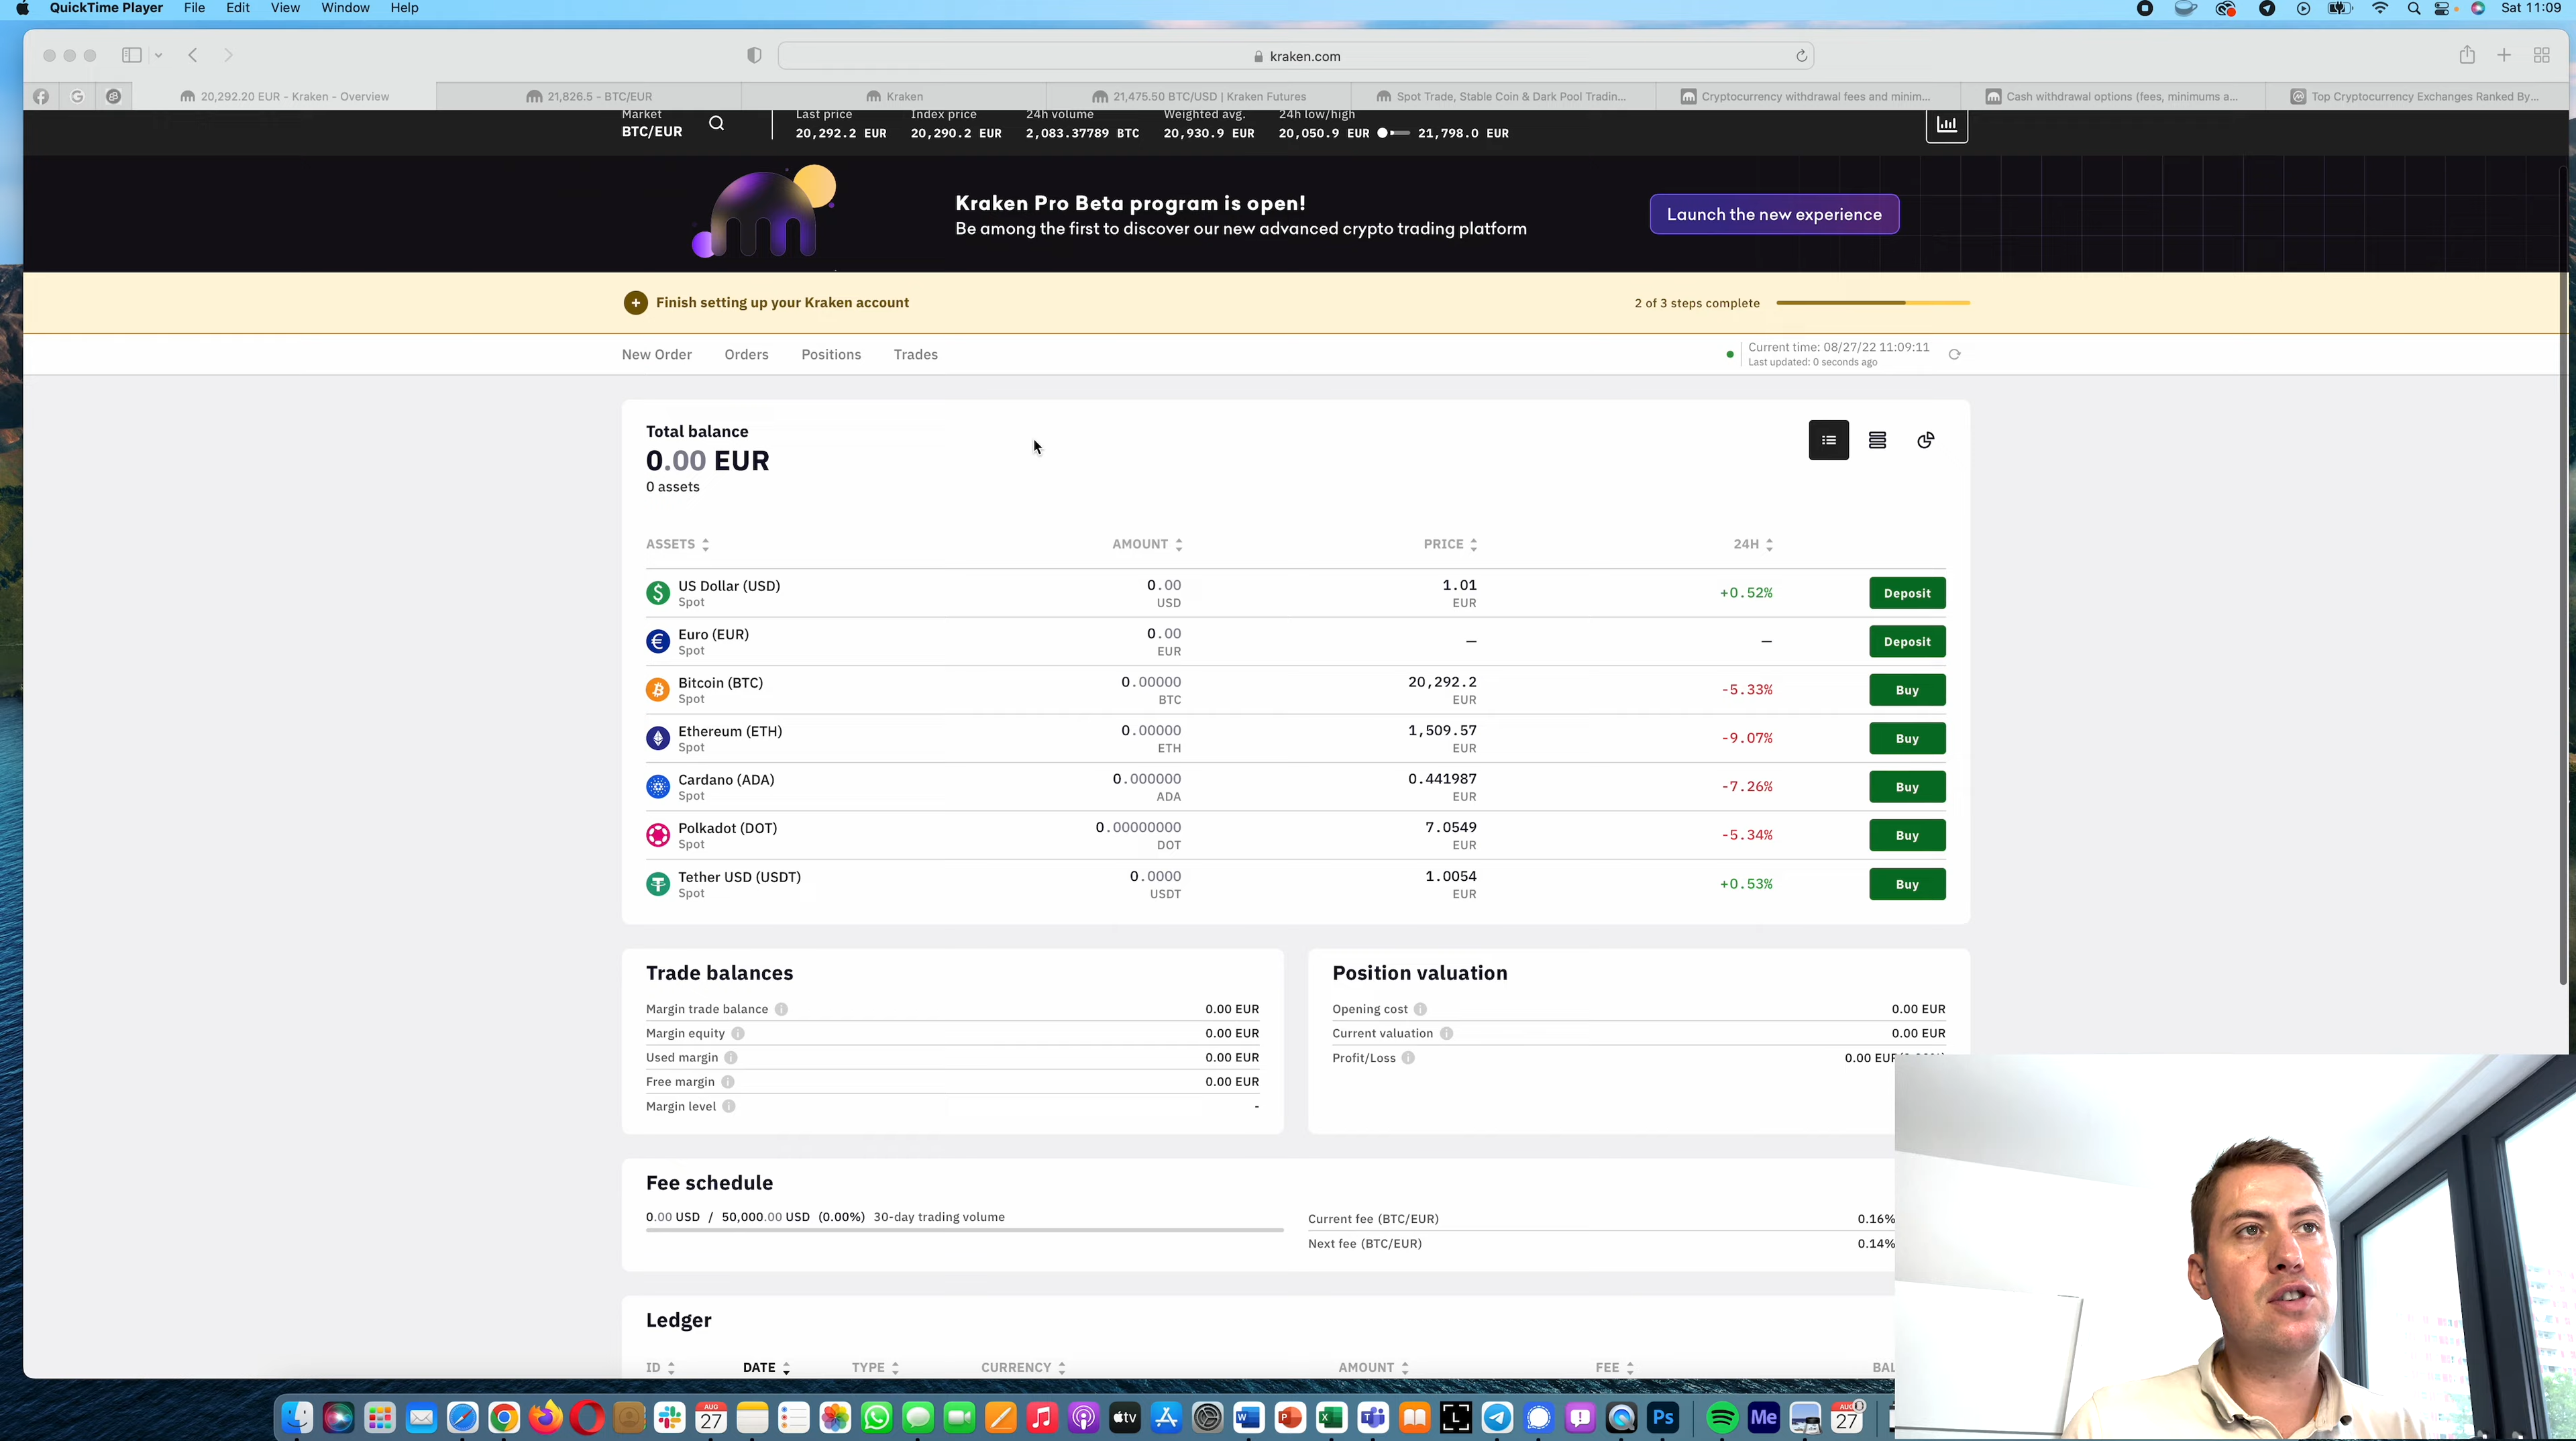 QuickTime Player File Edit View Window Help Sat 11:09
kraken.com
20,292.20 EUR - Kraken - Overview
21,826.5 - BTC/EUR
Kraken
21,475.50 BTC/USD | Kraken Futures
Spot Trade, Stable Coin & Dark Pool Tradin...
Cryptocurrency withdrawal fees and minim...
Cash withdrawal options (fees, minimums a...
Top Cryptocurrency Exchanges Ranked By...
Market Last price Index price 24h volume Weighted avg. 24h low/high
BTC/EUR 20,292.2 EUR 20,290.2 EUR 2,083.37789 BTC 20,930.9 EUR 20,050.9 EUR 21,798.0 EUR
Kraken Pro Beta program is open!
Be among the first to discover our new advanced crypto trading platform
Launch the new experience
Finish setting up your Kraken account 2 of 3 steps complete
New Order Orders Positions Trades
Current time: 08/27/22 11:09:11
Last updated: 0 seconds ago
Total balance
0.00 EUR
0 assets
ASSETS AMOUNT PRICE 24H
US Dollar (USD) 0.00 1.01 +0.52% Deposit
Spot USD EUR
Euro (EUR) 0.00 — — Deposit
Spot EUR
Bitcoin (BTC) 0.00000 20,292.2 -5.33% Buy
Spot BTC EUR
Ethereum (ETH) 0.00000 1,509.57 -9.07% Buy
Spot ETH EUR
Cardano (ADA) 0.000000 0.441987 -7.26% Buy
Spot ADA EUR
Polkadot (DOT) 0.00000000 7.0549 -5.34% Buy
Spot DOT EUR
Tether USD (USDT) 0.0000 1.0054 +0.53% Buy
Spot USDT EUR
Trade balances
Margin trade balance 0.00 EUR
Margin equity 0.00 EUR
Used margin 0.00 EUR
Free margin 0.00 EUR
Margin level -
Position valuation
Opening cost 0.00 EUR
Current valuation 0.00 EUR
Profit/Loss 0.00 EUR
Fee schedule
0.00 USD / 50,000.00 USD (0.00%) 30-day trading volume
Current fee (BTC/EUR) 0.16%
Next fee (BTC/EUR) 0.14%
Ledger
ID DATE TYPE CURRENCY AMOUNT FEE BAL
AUG
27
tv
W P X
L
Ps
Me
27